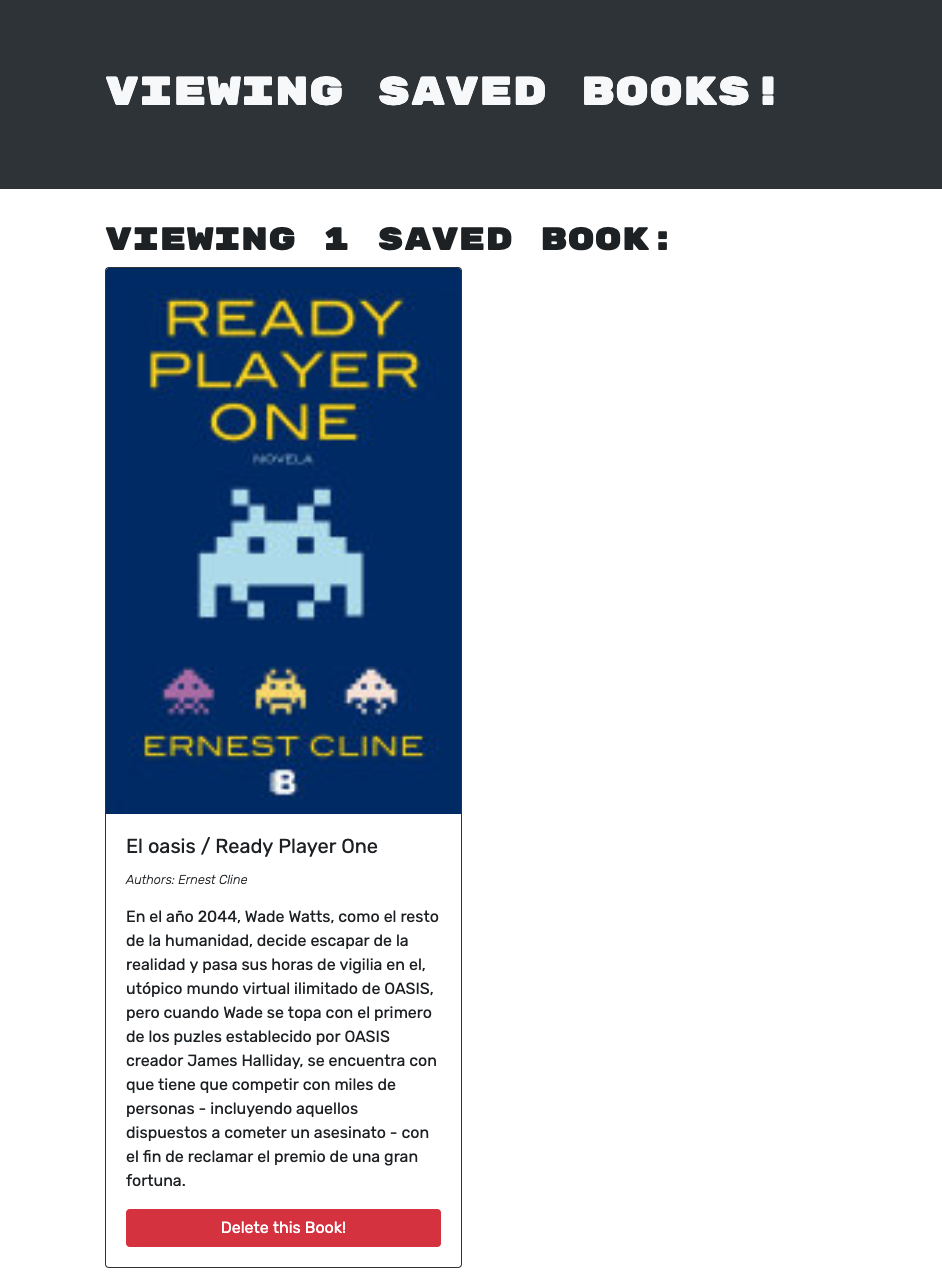 VIEWING SAVED BOOKS!
VIEWING 1 SAVED BOOK:
READY
PLAYER
ONE
NOVELA
ERNEST CLINE
B
El oasis / Ready Player One
Authors: Ernest Cline
En el año 2044, Wade Watts, como el resto
de la humanidad, decide escapar de la
realidad y pasa sus horas de vigilia en el,
utópico mundo virtual ilimitado de OASIS,
pero cuando Wade se topa con el primero
de los puzles establecido por OASIS
creador James Halliday, se encuentra con
que tiene que competir con miles de
personas - incluyendo aquellos
dispuestos a cometer un asesinato - con
el fin de reclamar el premio de una gran
fortuna.
Delete this Book!